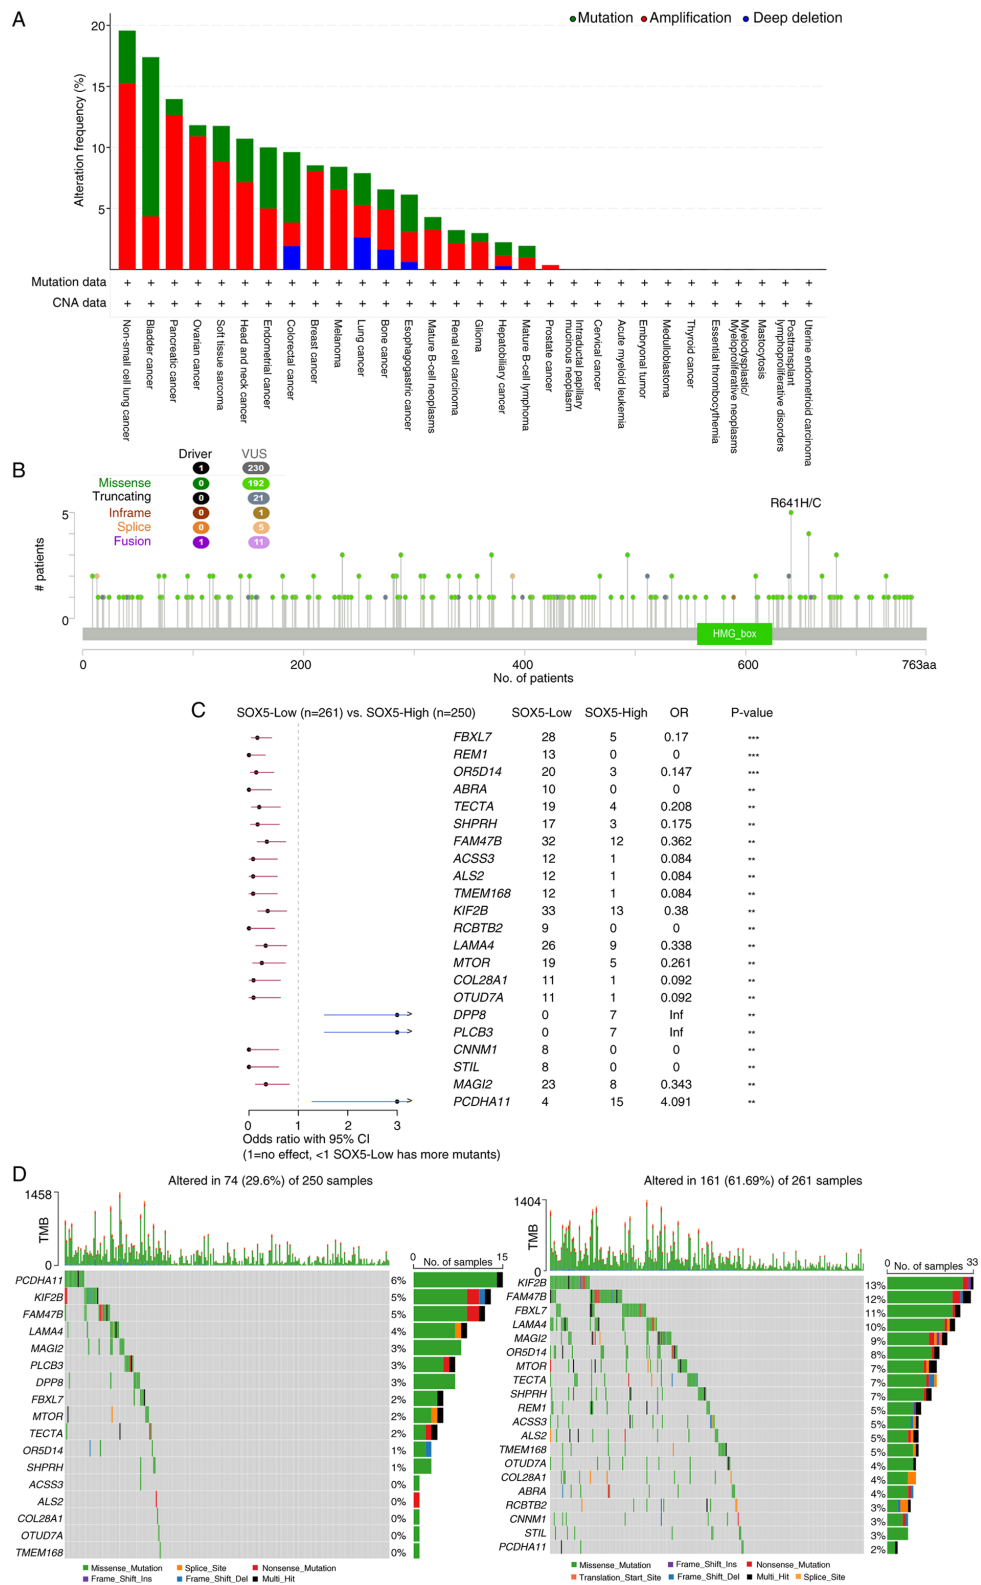 A
Mutation Amplification Deep deletion
Alteration frequency (%)
20
15
10
5
Mutation data + + + + + + + + + + + + + + + + + + + + + + + + + + + + + +
CNA data + + + + + + + + + + + + + + + + + + + + + + + + + + + + + +
Non-small cell lung cancer
Bladder cancer
Pancreatic cancer
Ovarian cancer
Soft tissue sarcoma
Head and neck cancer
Endometrial cancer
Colorectal cancer
Breast cancer
Melanoma
Lung cancer
Bone cancer
Esophagogastric cancer
Mature B-cell neoplasms
Renal cell carcinoma
Glioma
Hepatobiliary cancer
Mature B-cell lymphoma
Prostate cancer
Intraductal papillary
mucinous neoplasm
Cervical cancer
Acute myeloid leukemia
Embryonal tumor
Medulloblastoma
Thyroid cancer
Essential thrombocythemia
Myelodysplastic/
Myeloproliferative neoplasms
Mastocytosis
Posttransplant
lymphoproliferative disorders
Uterine endometrioid carcinoma
B
Driver VUS
1 230
Missense 0 192
Truncating 0 21
Inframe 0 1
Splice 0 5
Fusion 1 11
R641H/C
# patients
5
0
HMG_box
0 200 400 600 763aa
No. of patients
C
SOX5-Low (n=261) vs. SOX5-High (n=250) SOX5-Low SOX5-High OR P-value
FBXL7 28 5 0.17 ***
REM1 13 0 0 ***
OR5D14 20 3 0.147 ***
ABRA 10 0 0 **
TECTA 19 4 0.208 **
SHPRH 17 3 0.175 **
FAM47B 32 12 0.362 **
ACSS3 12 1 0.084 **
ALS2 12 1 0.084 **
TMEM168 12 1 0.084 **
KIF2B 33 13 0.38 **
RCBTB2 9 0 0 **
LAMA4 26 9 0.338 **
MTOR 19 5 0.261 **
COL28A1 11 1 0.092 **
OTUD7A 11 1 0.092 **
DPP8 0 7 Inf **
PLCB3 0 7 Inf **
CNNM1 8 0 0 **
STIL 8 0 0 **
MAGI2 23 8 0.343 **
PCDHA11 4 15 4.091 **
0 1 2 3
Odds ratio with 95% CI
(1=no effect, <1 SOX5-Low has more mutants)
D
Altered in 74 (29.6%) of 250 samples
1458
TMB
0
0 15
No. of samples
PCDHA11 6%
KIF2B 5%
FAM47B 5%
LAMA4 4%
MAGI2 3%
PLCB3 3%
DPP8 3%
FBXL7 2%
MTOR 2%
TECTA 2%
OR5D14 1%
SHPRH 1%
ACSS3 0%
ALS2 0%
COL28A1 0%
OTUD7A 0%
TMEM168 0%
Missense_Mutation Splice_Site Nonsense_Mutation
Frame_Shift_Ins Frame_Shift_Del Multi_Hit
Altered in 161 (61.69%) of 261 samples
1404
TMB
0
0 33
No. of samples
KIF2B 13%
FAM47B 12%
FBXL7 11%
LAMA4 10%
MAGI2 9%
OR5D14 8%
MTOR 7%
TECTA 7%
SHPRH 7%
REM1 5%
ACSS3 5%
ALS2 5%
TMEM168 5%
OTUD7A 4%
COL28A1 4%
ABRA 4%
RCBTB2 3%
CNNM1 3%
STIL 3%
PCDHA11 2%
Missense_Mutation Frame_Shift_Ins Nonsense_Mutation
Translation_Start_Site Frame_Shift_Del Multi_Hit Splice_Site